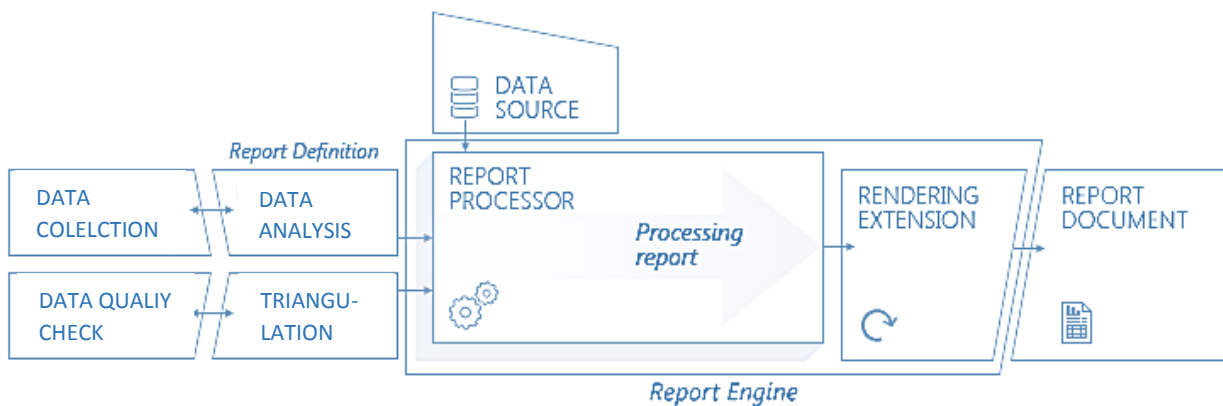 DATA
SOURCE
Report Definition
DATA
COLELCTION
DATA
ANALYSIS
DATA QUALIY
CHECK
TRIANGU-
LATION
REPORT
PROCESSOR
Processing
report
RENDERING
EXTENSION
REPORT
DOCUMENT
Report Engine